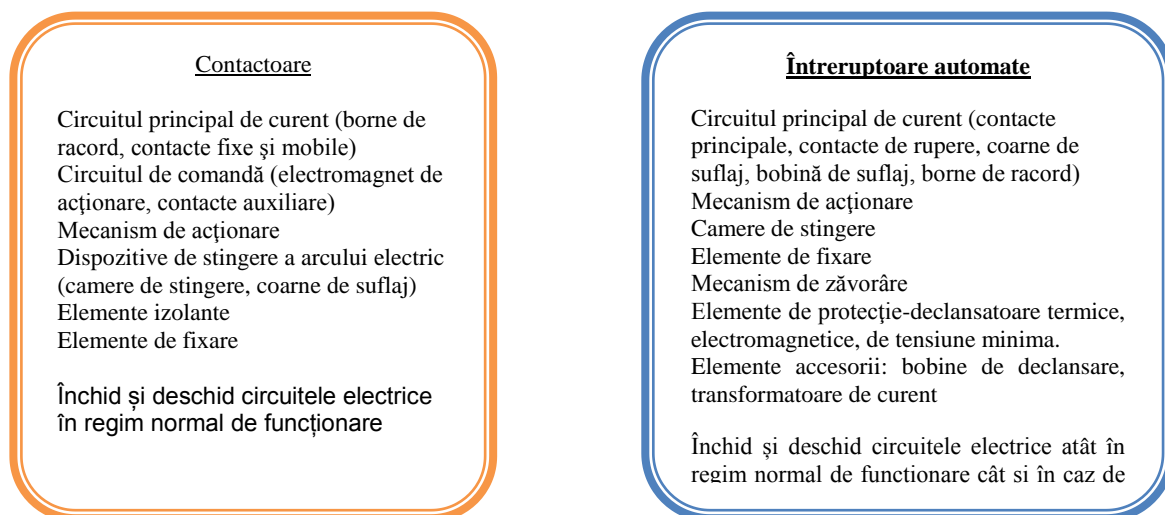 Contactoare
Circuitul principal de curent (borne de
racord, contacte fixe şi mobile)
Circuitul de comandă (electromagnet de
acţionare, contacte auxiliare)
Mecanism de acţionare
Dispozitive de stingere a arcului electric
(camere de stingere, coarne de suflaj)
Elemente izolante
Elemente de fixare
Închid și deschid circuitele electrice
în regim normal de funcționare
Întreruptoare automate
Circuitul principal de curent (contacte
principale, contacte de rupere, coarne de
suflaj, bobină de suflaj, borne de racord)
Mecanism de acţionare
Camere de stingere
Elemente de fixare
Mecanism de zăvorâre
Elemente de protecţie-declansatoare termice,
electromagnetice, de tensiune minima.
Elemente accesorii: bobine de declansare,
transformatoare de curent
Închid și deschid circuitele electrice atât în
regim normal de functionare cât si în caz de